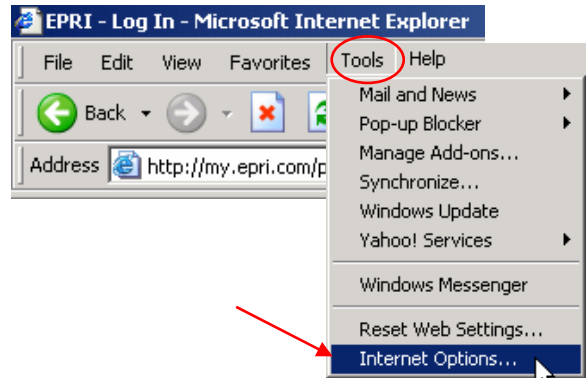 EPRI - Log In - Microsoft Internet Explorer
File Edit View Favorites Tools Help
Back
Address http://my.epri.com/p
Mail and News
Pop-up Blocker
Manage Add-ons...
Synchronize...
Windows Update
Yahoo! Services
Windows Messenger
Reset Web Settings...
Internet Options...